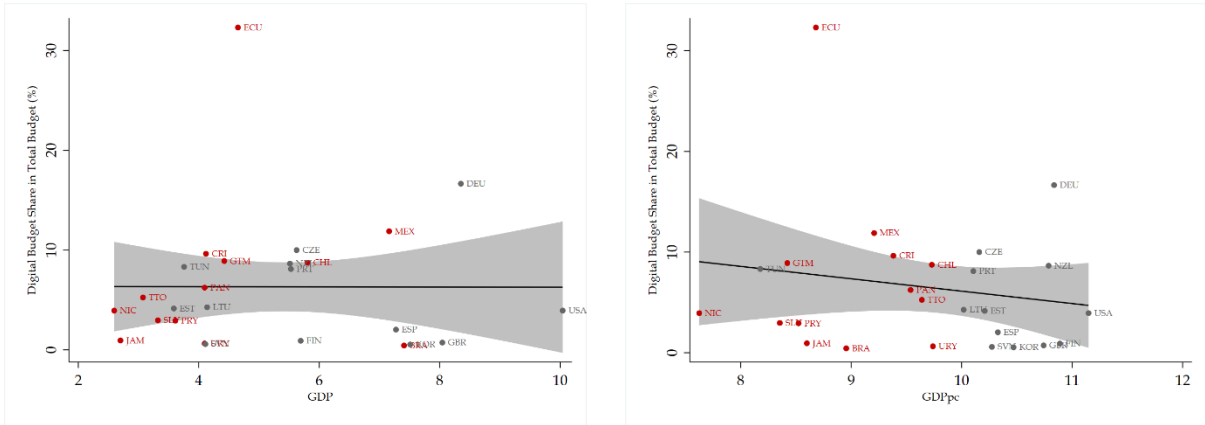 Digital Budget Share in Total Budget (%)
30
20
10
0
ECU
DEU
MEX
CZE
CRI
CHL
GTM
PRT
TUN
PAN
TTO
LTU
EST
NIC
USA
PRY
ESP
JAM
FIN
GBR
KOR
BRA
2
4
6
8
10
GDP
Digital Budget Share in Total Budget (%)
30
20
10
0
ECU
DEU
MEX
CZE
CRI
GTM
CHL
NZL
TUN
PRT
PAN
TTO
LTU
EST
NIC
USA
SLV
PRY
ESP
JAM
BRA
URY
SVK
KOR
GBR
FIN
8
9
10
11
12
GDPpc